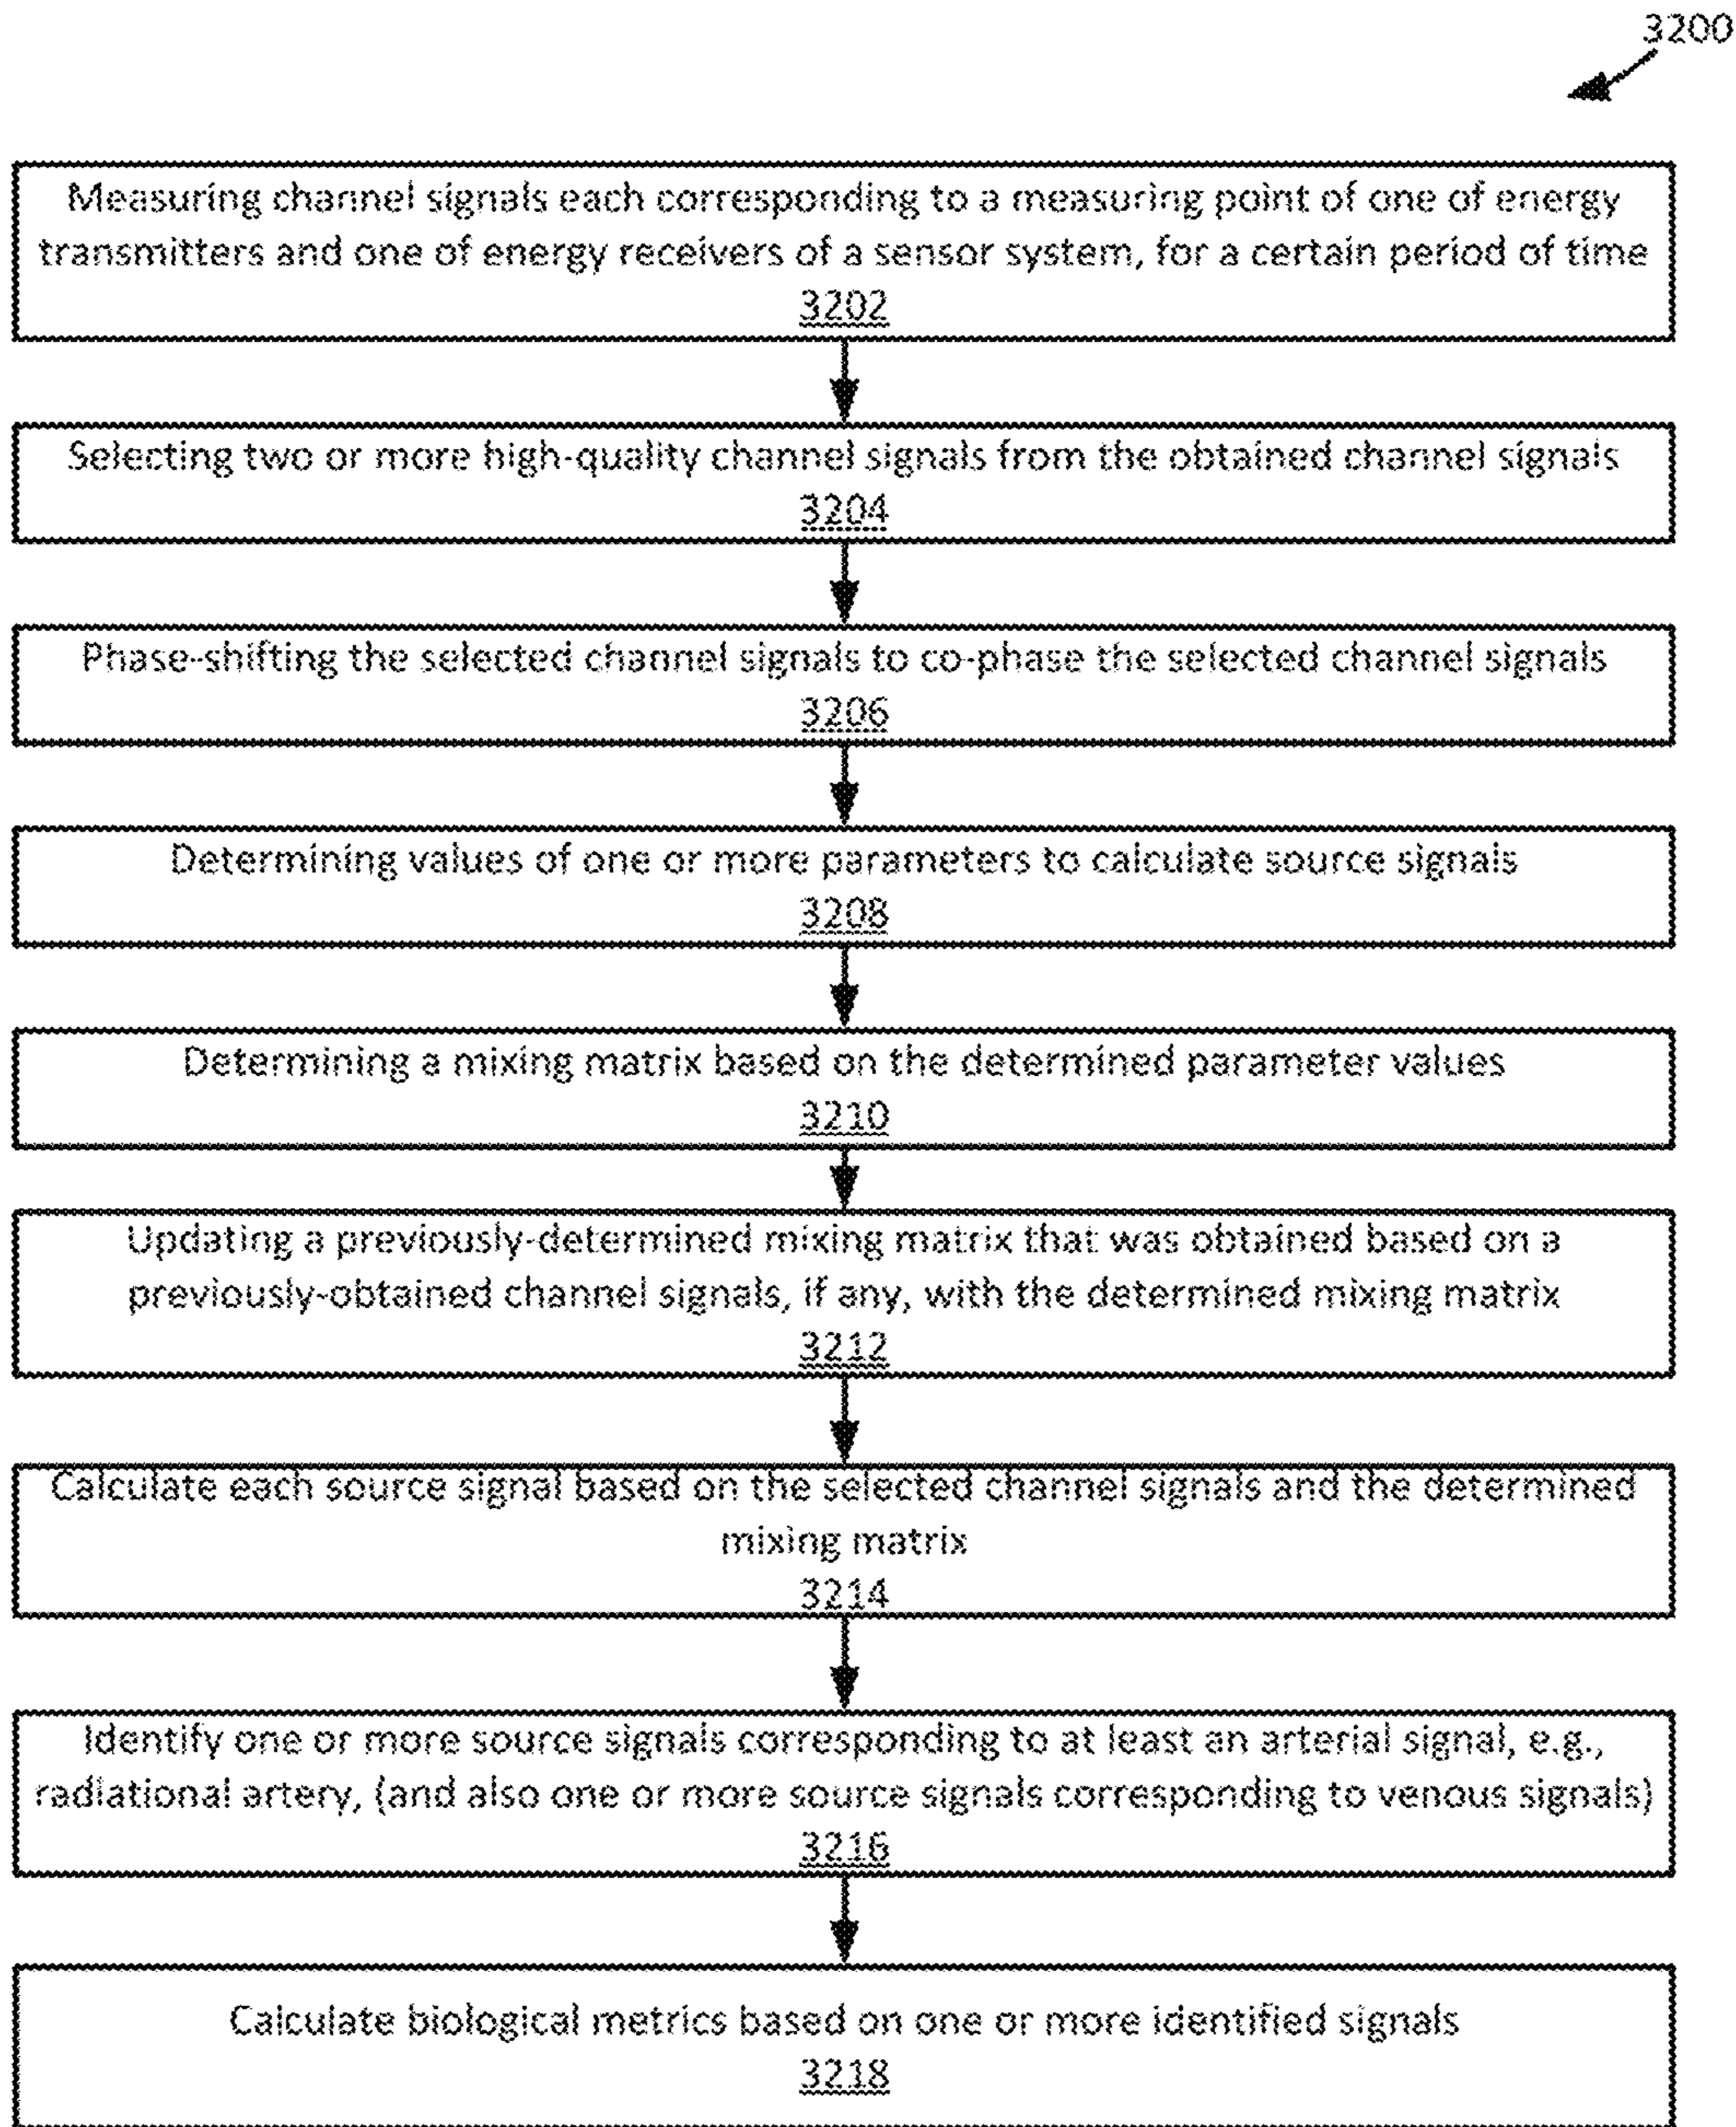 3200
Measuring channel signals each corresponding to a measuring point of one of energy
transmitters and one of energy receivers of a sensor system, for a certain period of time
3202
Selecting two or more high-quality channel signals from the obtained channel signals
3204
Phase-shifting the selected channel signals to co-phase the selected channel signals
3206
Determining values of one or more parameters to calculate source signals
3208
Determining a mixing matrix based on the determined parameter values
3210
Updating a previously-determined mixing matrix that was obtained based on a
previously-obtained channel signals, if any, with the determined mixing matrix
3212
Calculate each source signal based on the selected channel signals and the determined
mixing matrix
3214
Identify one or more source signals corresponding to at least an arterial signal, e.g.,
radiational artery, (and also one or more source signals corresponding to venous signals)
3216
Calculate biological metrics based on one or more identified signals
3218